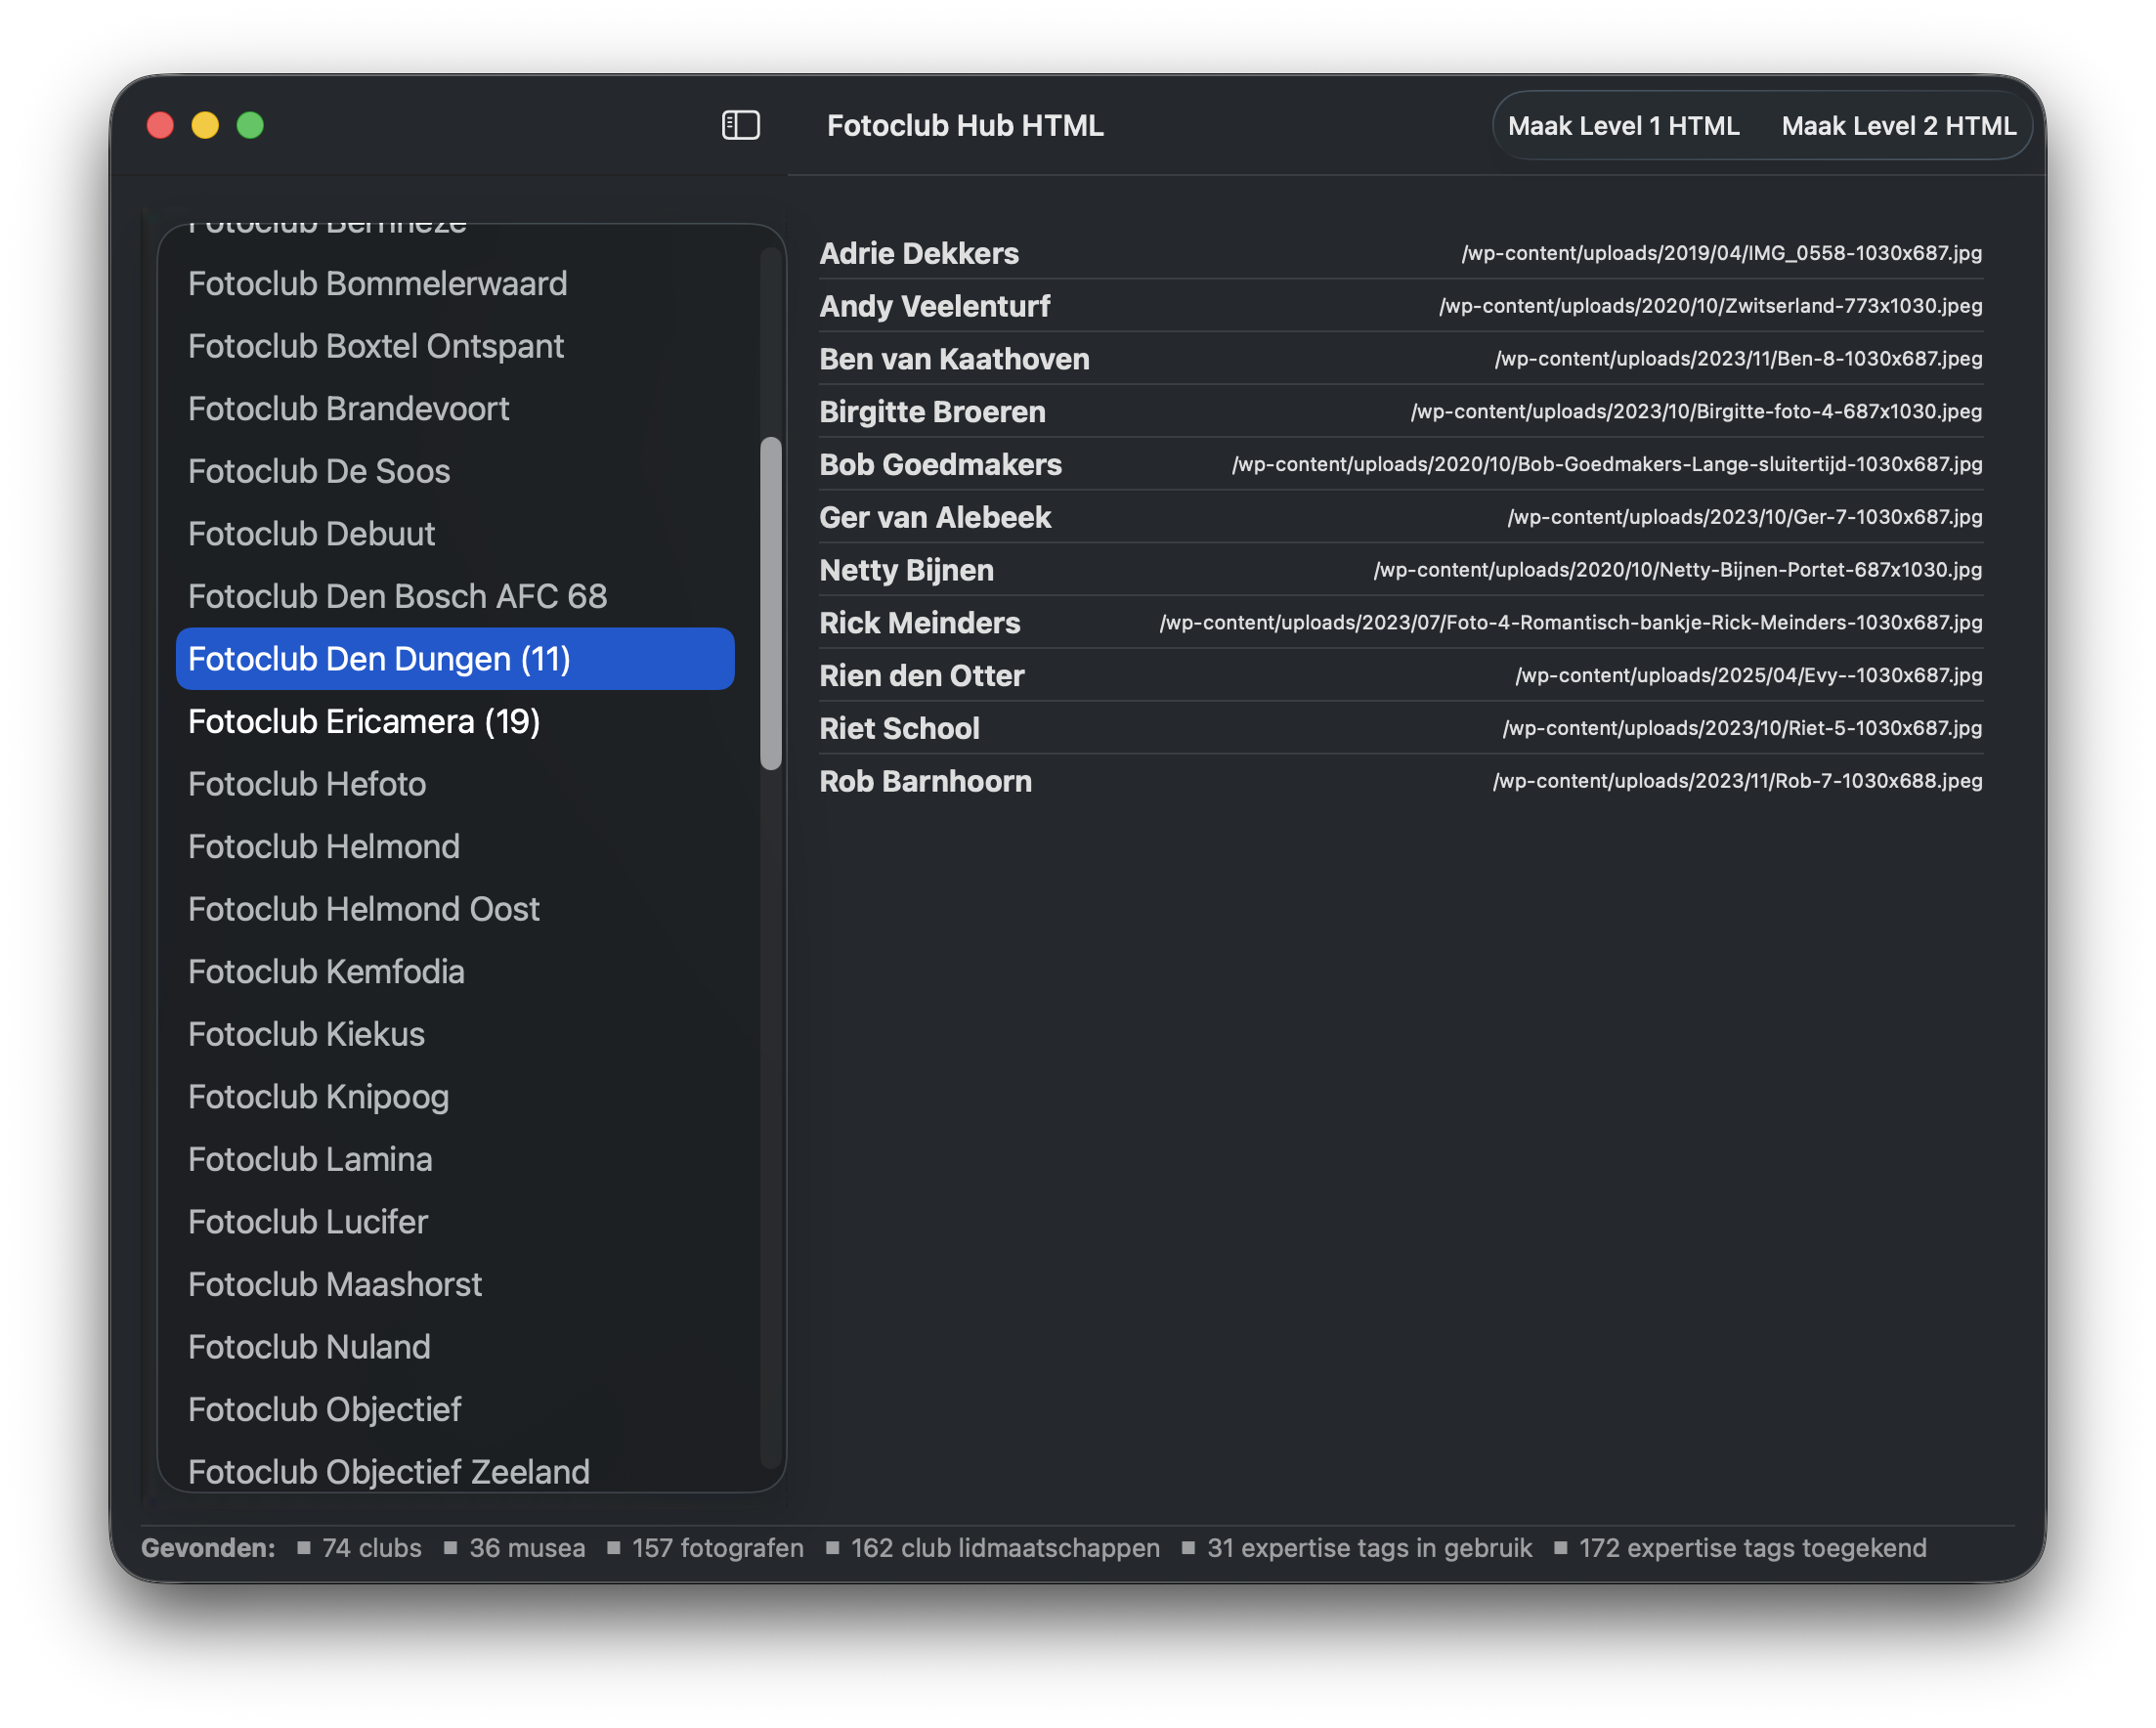 Fotoclub Hub HTML
Maak Level 1 HTML
Maak Level 2 HTML
Fotoclub Bernheze
Fotoclub Bommelerwaard
Fotoclub Boxtel Ontspant
Fotoclub Brandevoort
Fotoclub De Soos
Fotoclub Debuut
Fotoclub Den Bosch AFC 68
Fotoclub Den Dungen (11)
Fotoclub Ericamera (19)
Fotoclub Hefoto
Fotoclub Helmond
Fotoclub Helmond Oost
Fotoclub Kemfodia
Fotoclub Kiekus
Fotoclub Knipoog
Fotoclub Lamina
Fotoclub Lucifer
Fotoclub Maashorst
Fotoclub Nuland
Fotoclub Objectief
Fotoclub Objectief Zeeland
Adrie Dekkers /wp-content/uploads/2019/04/IMG_0558-1030x687.jpg
Andy Veelenturf /wp-content/uploads/2020/10/Zwitserland-773x1030.jpeg
Ben van Kaathoven /wp-content/uploads/2023/11/Ben-8-1030x687.jpeg
Birgitte Broeren /wp-content/uploads/2023/10/Birgitte-foto-4-687x1030.jpeg
Bob Goedmakers /wp-content/uploads/2020/10/Bob-Goedmakers-Lange-sluitertijd-1030x687.jpg
Ger van Alebeek /wp-content/uploads/2023/10/Ger-7-1030x687.jpg
Netty Bijnen /wp-content/uploads/2020/10/Netty-Bijnen-Portet-687x1030.jpg
Rick Meinders /wp-content/uploads/2023/07/Foto-4-Romantisch-bankje-Rick-Meinders-1030x687.jpg
Rien den Otter /wp-content/uploads/2025/04/Evy--1030x687.jpg
Riet School /wp-content/uploads/2023/10/Riet-5-1030x687.jpg
Rob Barnhoorn /wp-content/uploads/2023/11/Rob-7-1030x688.jpeg
Gevonden: ■ 74 clubs ■ 36 musea ■ 157 fotografen ■ 162 club lidmaatschappen ■ 31 expertise tags in gebruik ■ 172 expertise tags toegekend